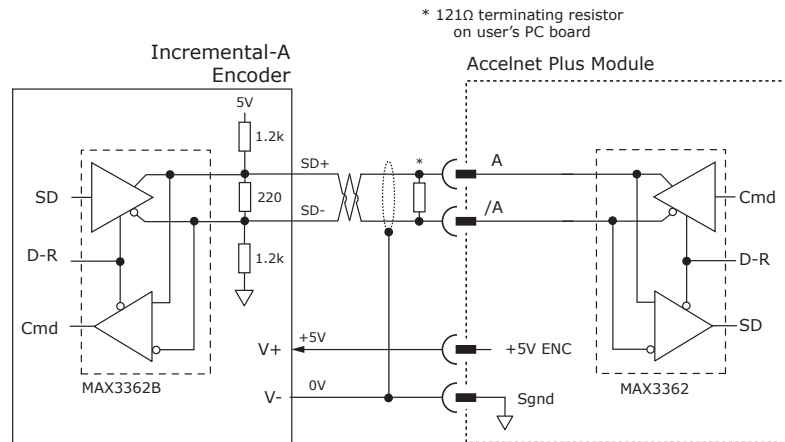 * 121Ω terminating resistor
on user's PC board
Incremental-A
Encoder
Accelnet Plus Module
5V
1.2k
SD+
*
A
SD
220
Cmd
SD-
/A
D-R
1.2k
D-R
Cmd
SD
V+
+5V
+5V ENC
MAX3362B
MAX3362
V-
0V
Sgnd